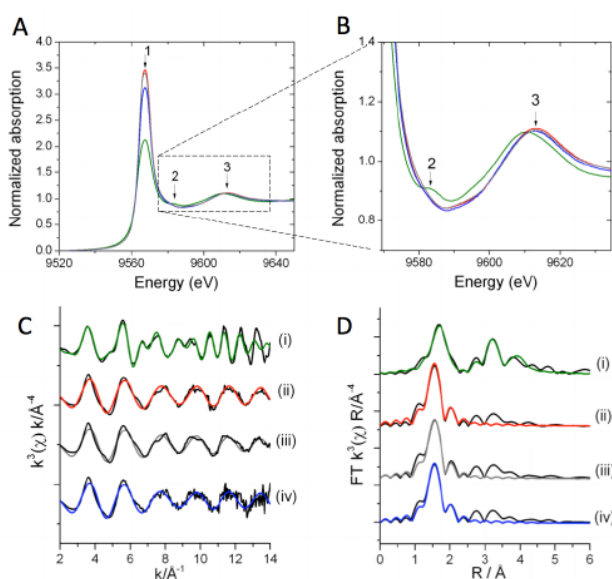 A
B
1
2
3
4.0
3.5
3.0
2.5
2.0
1.5
1.0
0.5
0.0
Normalized absorption
9520
9560
9600
9640
Energy (eV)
2
3
1.4
1.2
1.0
0.8
Normalized absorption
9580
9600
9620
Energy (eV)
C
D
(i)
(ii)
(iii)
(iv)
k³(χ) k/Å⁻⁴
2
4
6
8
10
12
14
k/Å⁻¹
(i)
(ii)
(iii)
(iv)
FT k³(χ) R/Å⁻⁴
0
1
2
3
4
5
6
R / Å